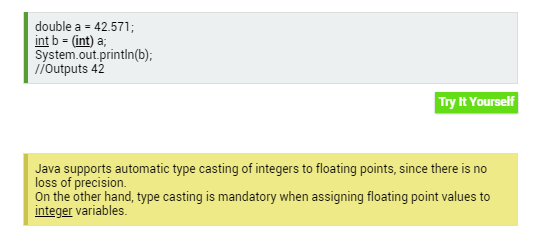 double a = 42.571;
int b = (int) a;
System.out.println(b);
//Outputs 42
Try It Yourself
Java supports automatic type casting of integers to floating points, since there is no
loss of precision.
On the other hand, type casting is mandatory when assigning floating point values to
integer variables.